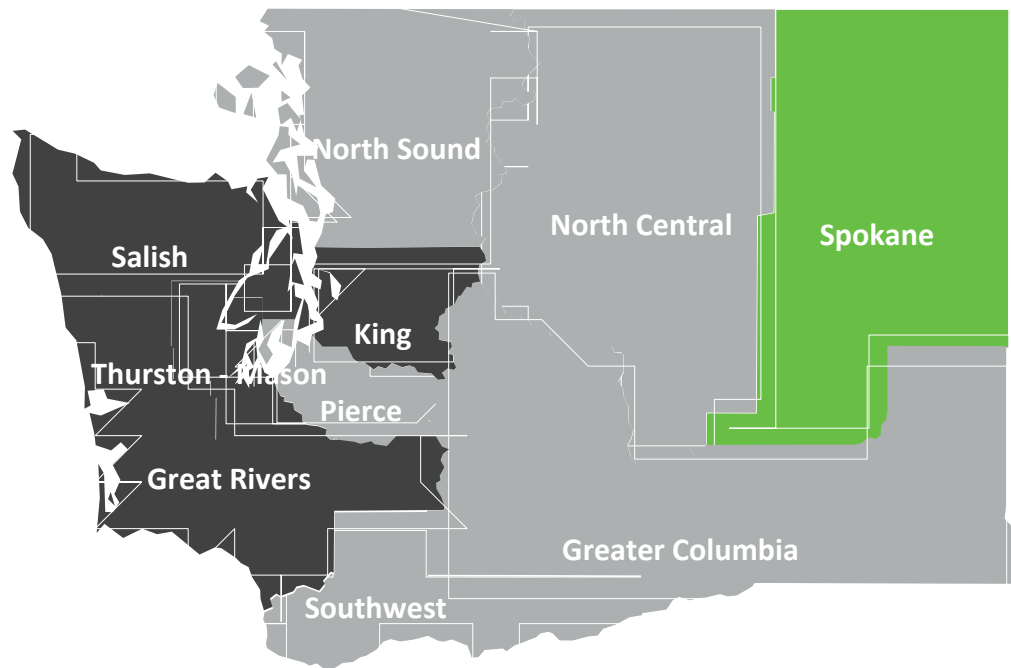 North Sound
North Central
Spokane
Salish
King
Thurston - Mason
Pierce
Great Rivers
Greater Columbia
Southwest